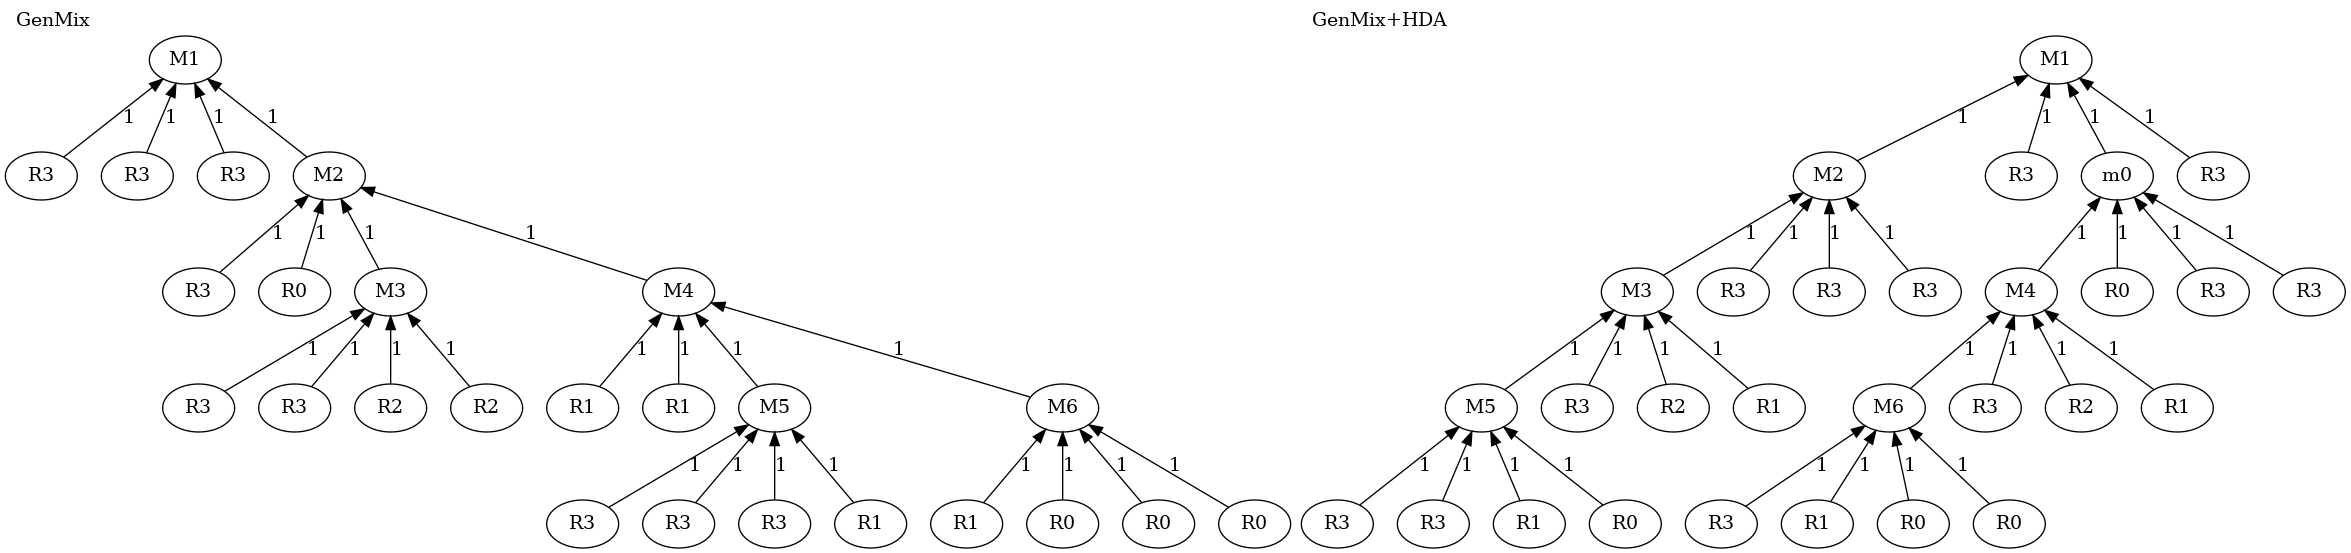 GenMix GenMix+HDA
M1 M1
1 1 1 1 1 1 1 1
R3 R3 R3 M2 M2 R3 m0 R3
1 1 1 1 1 1 1 1 1 1 1 1
R3 R0 M3 M4 M3 R3 R3 R3 M4 R0 R3 R3
1 1 1 1 1 1 1 1 1 1 1 1 1 1 1 1
R3 R3 R2 R2 R1 R1 M5 M6 M5 R3 R2 R1 M6 R3 R2 R1
1 1 1 1 1 1 1 1 1 1 1 1 1 1 1 1
R3 R3 R3 R1 R1 R0 R0 R0 R3 R3 R1 R0 R3 R1 R0 R0